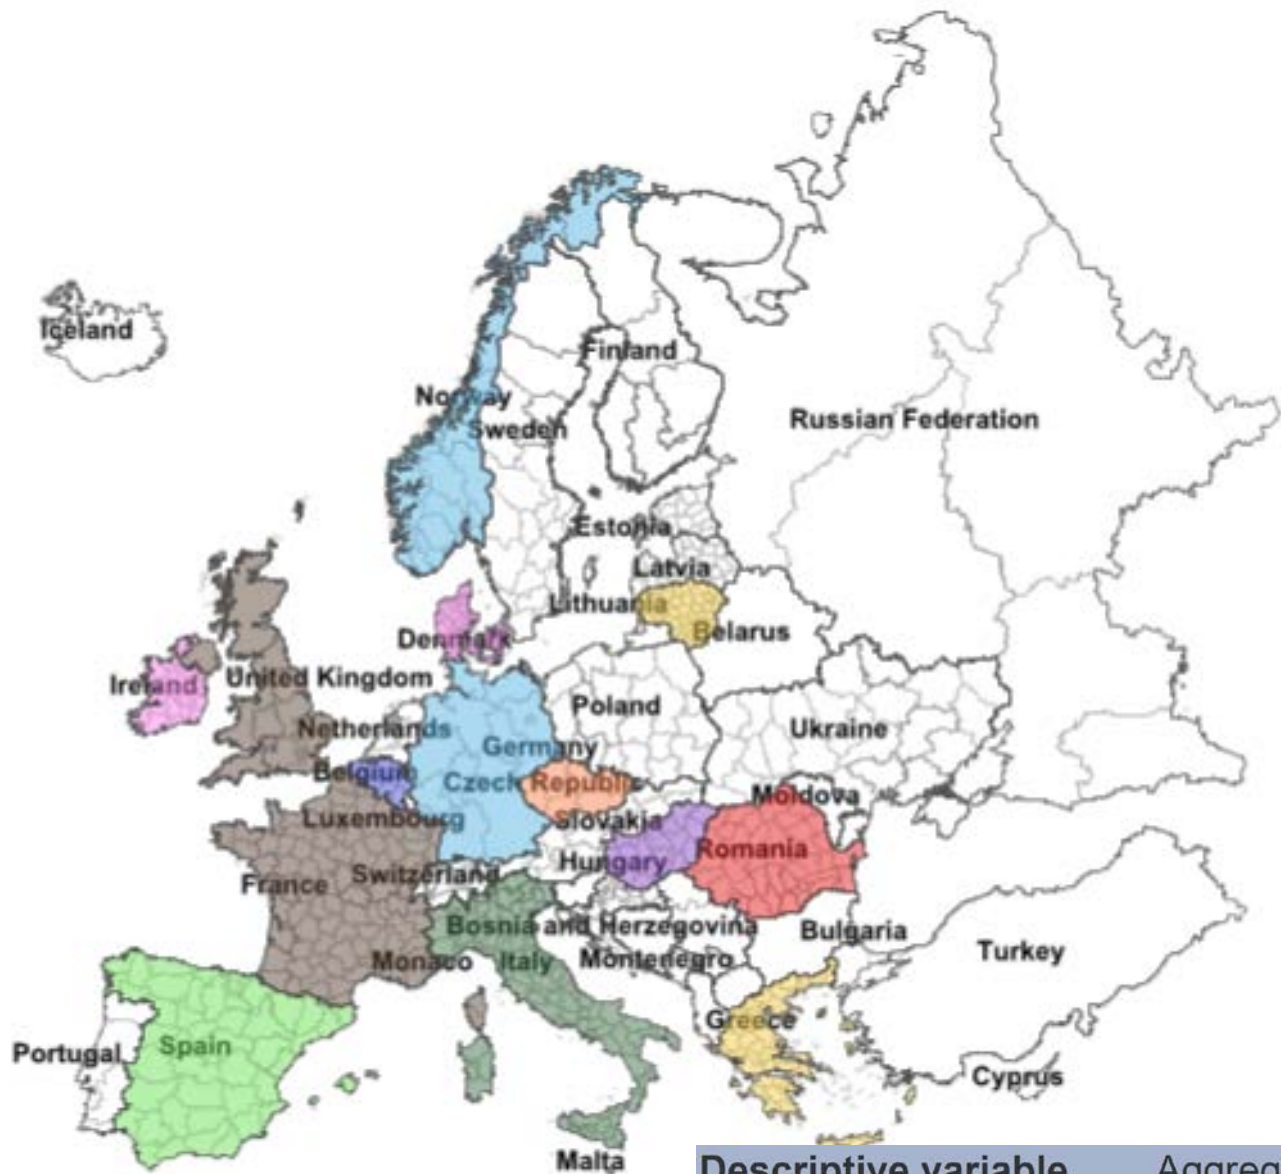 Iceland
Finland
Norway
Sweden
Russian Federation
Estonia
Latvia
Lithuania
Belarus
Denmark
Ireland
United Kingdom
Poland
Netherlands
Germany
Ukraine
Belgium
Czech Republic
Moldova
Luxembourg
Slovakia
Romania
Hungary
Switzerland
France
Bosnia and Herzegovina
Bulgaria
Turkey
Monaco
Italy
Montenegro
Greece
Spain
Portugal
Cyprus
Malta
Descriptive variable Aggreg